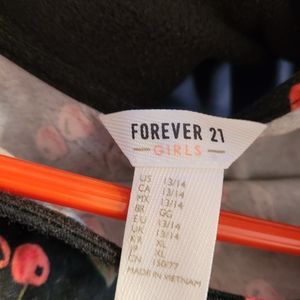 FOREVER 21
GIRLS
US 13/14
CA 13/14
MX 13/14
BR GG
EU 13/14
UK 13/14
KR XL
JP XL
CN 150/77
MADE IN VIETNAM